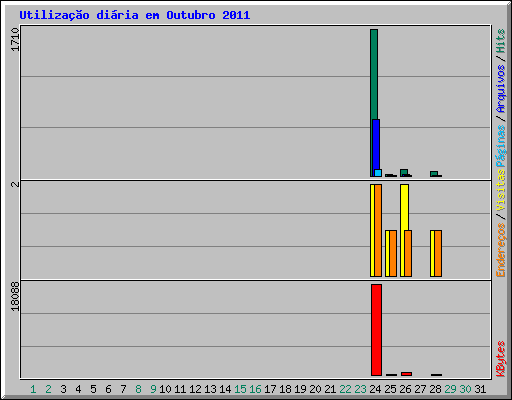 Utilização diária em Outubro 2011
1710
2
18088
Páginas / Arquivos / Hits
Endereços / Visitas
KBytes
1 2 3 4 5 6 7 8 9 10 11 12 13 14 15 16 17 18 19 20 21 22 23 24 25 26 27 28 29 30 31